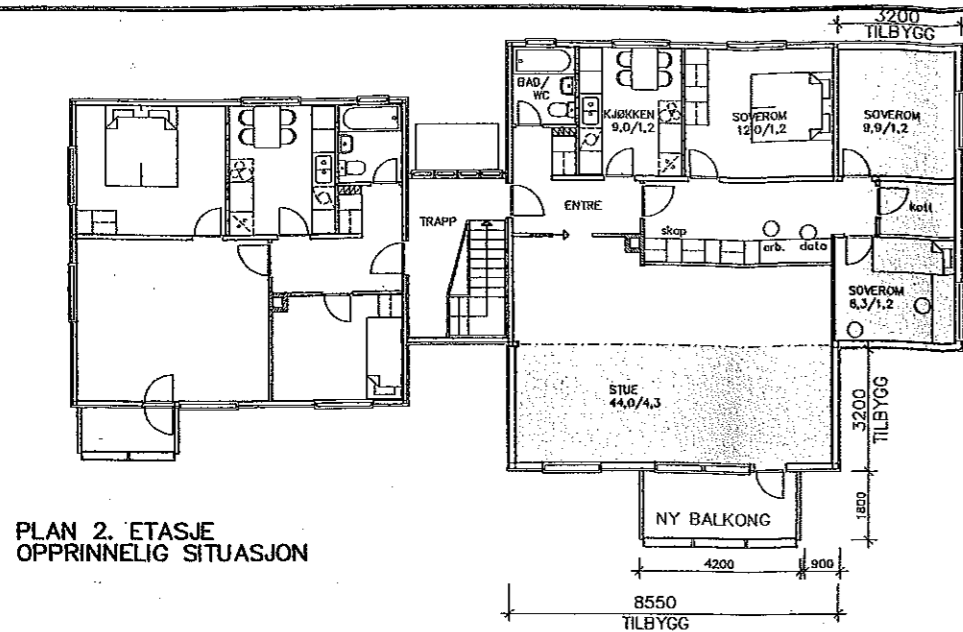 3200
TILBYGG
BAD/
WC
KJØKKEN
9,0/1,2
SOVEROM
12,0/1,2
SOVEROM
9,9/1,2
TRAPP
ENTRE
kott
skap
arb.
data
SOVEROM
8,3/1,2
STUE
44,0/4,3
3200
TILBYGG
NY BALKONG
1800
PLAN 2. ETASJE
OPPRINNELIG SITUASJON
4200
900
8550
TILBYGG